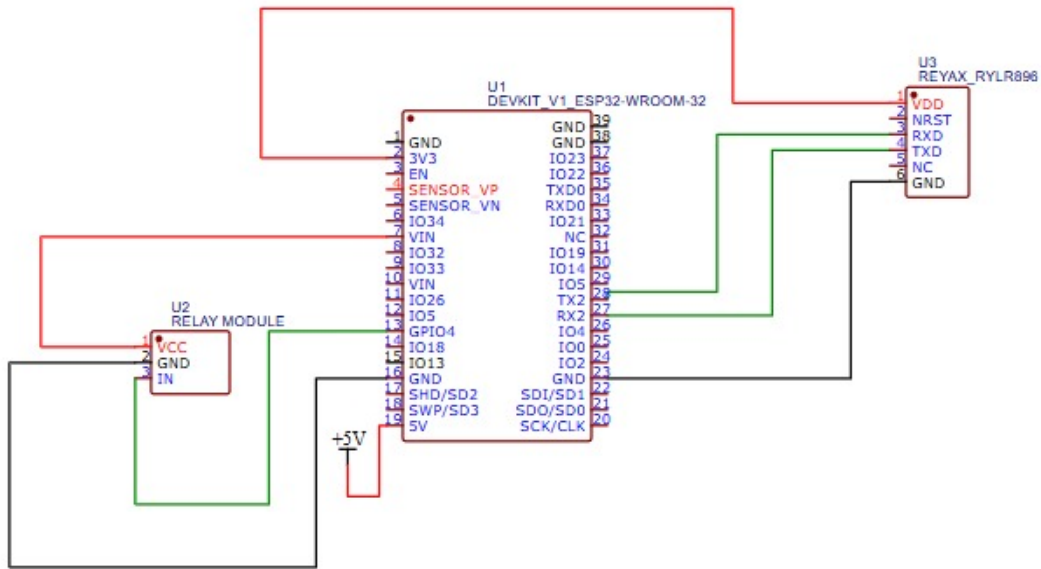 U1
DEVKIT_V1_ESP32-WROOM-32
1 GND
2 3V3
3 EN
4 SENSOR_VP
5 SENSOR_VN
6 IO34
7 VIN
8 IO32
9 IO33
10 VIN
11 IO26
12 IO5
13 GPIO4
14 IO18
15 IO13
16 GND
17 SHD/SD2
18 SWP/SD3
19 5V
GND 39
GND 38
IO23 37
IO22 36
TXD0 35
RXD0 34
IO21 33
NC 32
IO19 31
IO14 30
IO5 29
TX2 28
RX2 27
IO4 26
IO0 25
IO2 24
GND 23
SDI/SD1 22
SDO/SD0 21
SCK/CLK 20
U3
REYAX_RYLR896
1 VDD
2 NRST
3 RXD
4 TXD
5 NC
6 GND
U2
RELAY MODULE
1 VCC
2 GND
3 IN
+5V